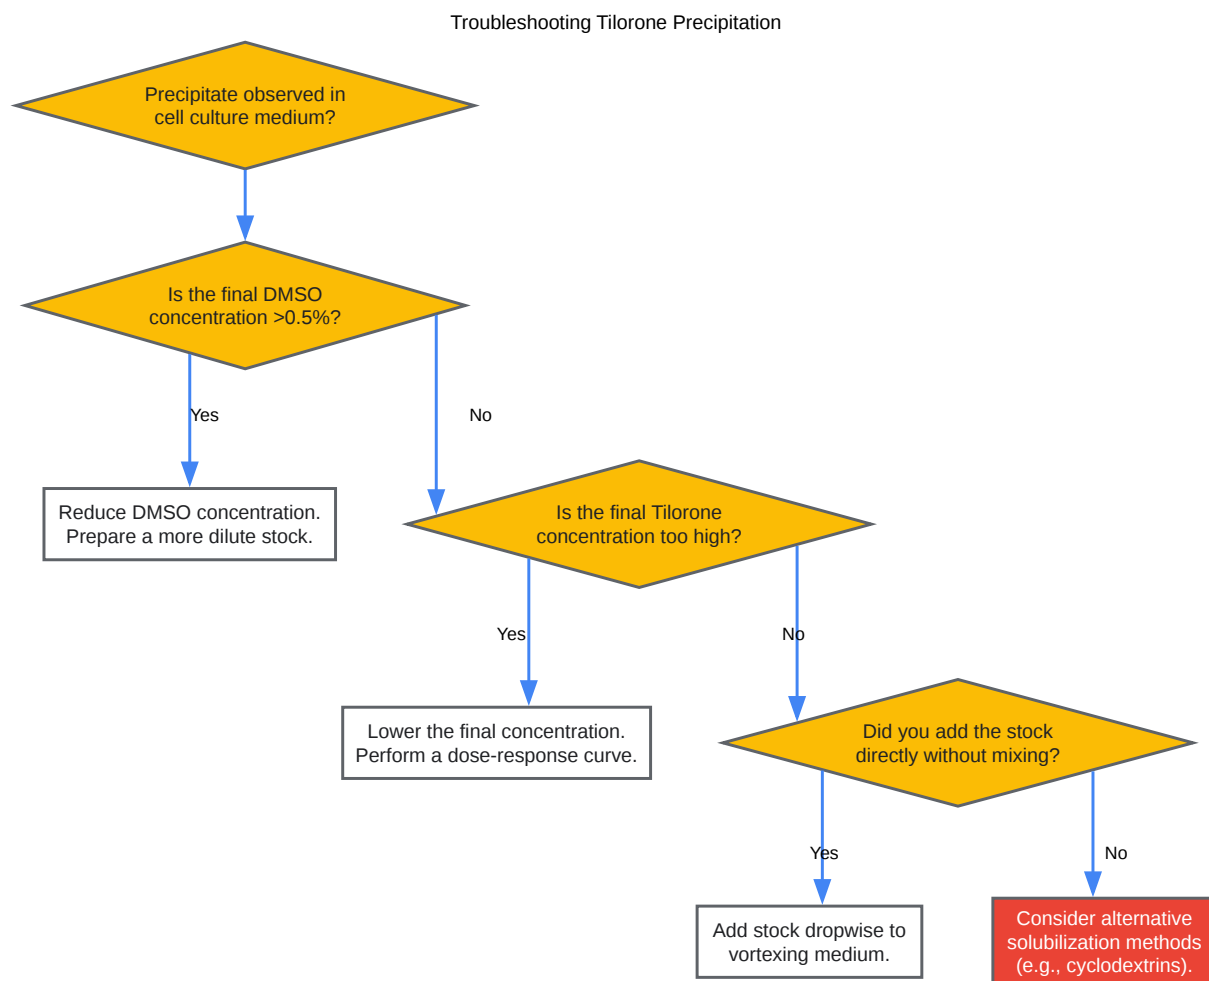 Troubleshooting Tilorone Precipitation
Precipitate observed in
cell culture medium?
Is the final DMSO
concentration >0.5%?
Yes
No
Reduce DMSO concentration.
Prepare a more dilute stock.
Is the final Tilorone
concentration too high?
Yes
No
Lower the final concentration.
Perform a dose-response curve.
Did you add the stock
directly without mixing?
Yes
No
Add stock dropwise to
vortexing medium.
Consider alternative
solubilization methods
(e.g., cyclodextrins).